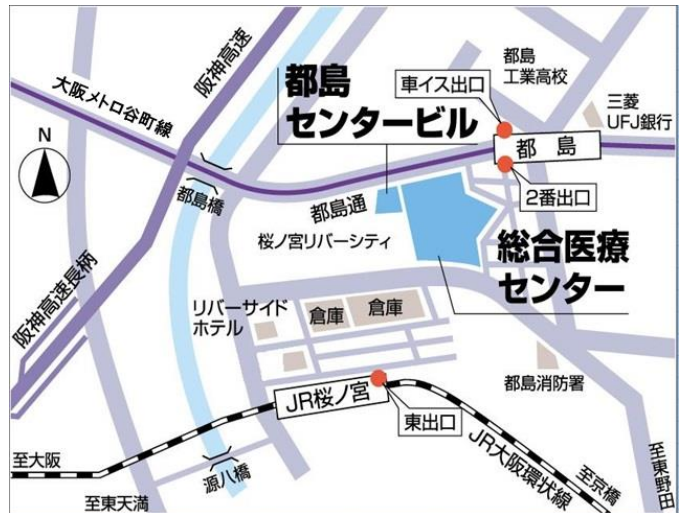 阪神高速
大阪メトロ谷町線
都島
センタービル
都島
工業高校
車イス出口
三菱
UFJ銀行
N
都島
2番出口
都島橋
都島通
桜ノ宮リバーシティ
総合医療
センター
阪神高速長柄
リバーサイド
ホテル
倉庫
倉庫
都島消防署
JR桜ノ宮
東出口
JR大阪環状線
至大阪
源八橋
至京橋
至東野田
至東天満